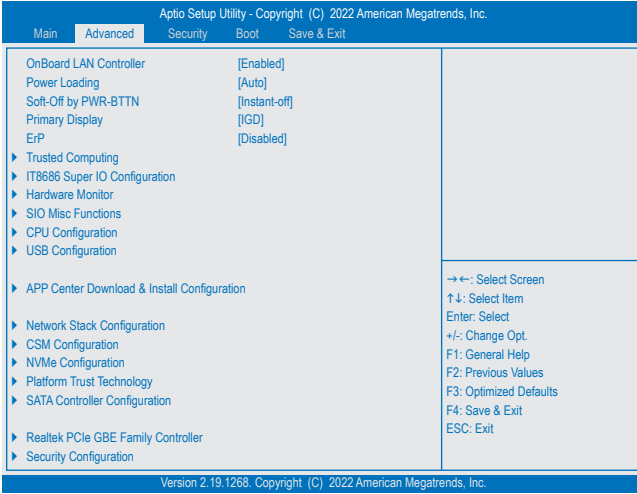 Aptio Setup Utility - Copyright (C) 2022 American Megatrends, Inc.
Main Advanced Security Boot Save & Exit
OnBoard LAN Controller [Enabled]
Power Loading [Auto]
Soft-Off by PWR-BTTN [Instant-off]
Primary Display [IGD]
ErP [Disabled]
Trusted Computing
IT8686 Super IO Configuration
Hardware Monitor
SIO Misc Functions
CPU Configuration
USB Configuration
APP Center Download & Install Configuration
Network Stack Configuration
CSM Configuration
NVMe Configuration
Platform Trust Technology
SATA Controller Configuration
Realtek PCIe GBE Family Controller
Security Configuration
→←: Select Screen
↑↓: Select Item
Enter: Select
+/-: Change Opt.
F1: General Help
F2: Previous Values
F3: Optimized Defaults
F4: Save & Exit
ESC: Exit
Version 2.19.1268. Copyright (C) 2022 American Megatrends, Inc.